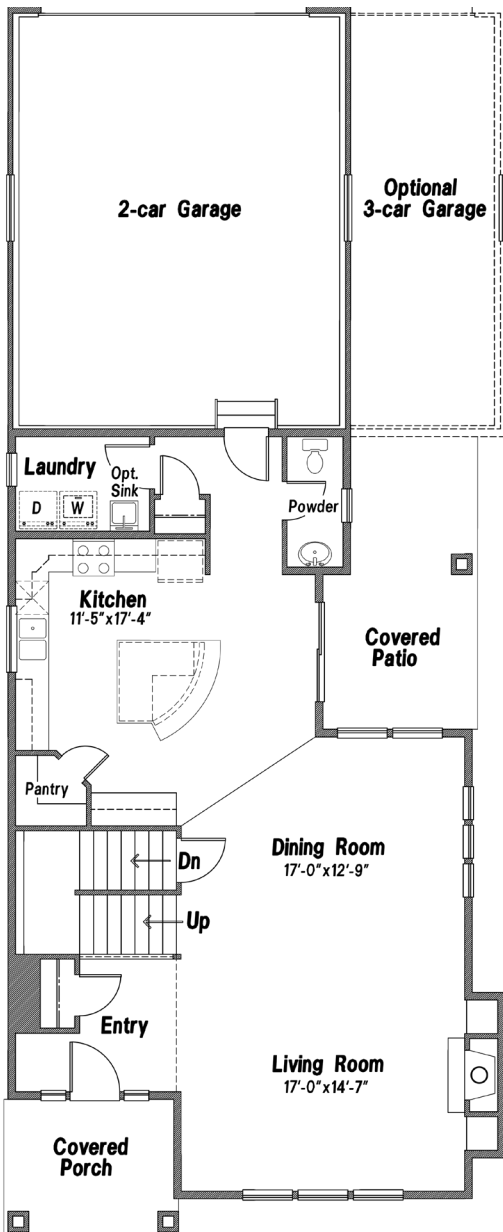 2-car Garage
Optional
3-car Garage
Laundry
Opt.
Sink
D
W
Powder
Kitchen
11'-5"x17'-4"
Covered
Patio
Pantry
Dn
Dining Room
17'-0"x12'-9"
Up
Entry
Living Room
17'-0"x14'-7"
Covered
Porch